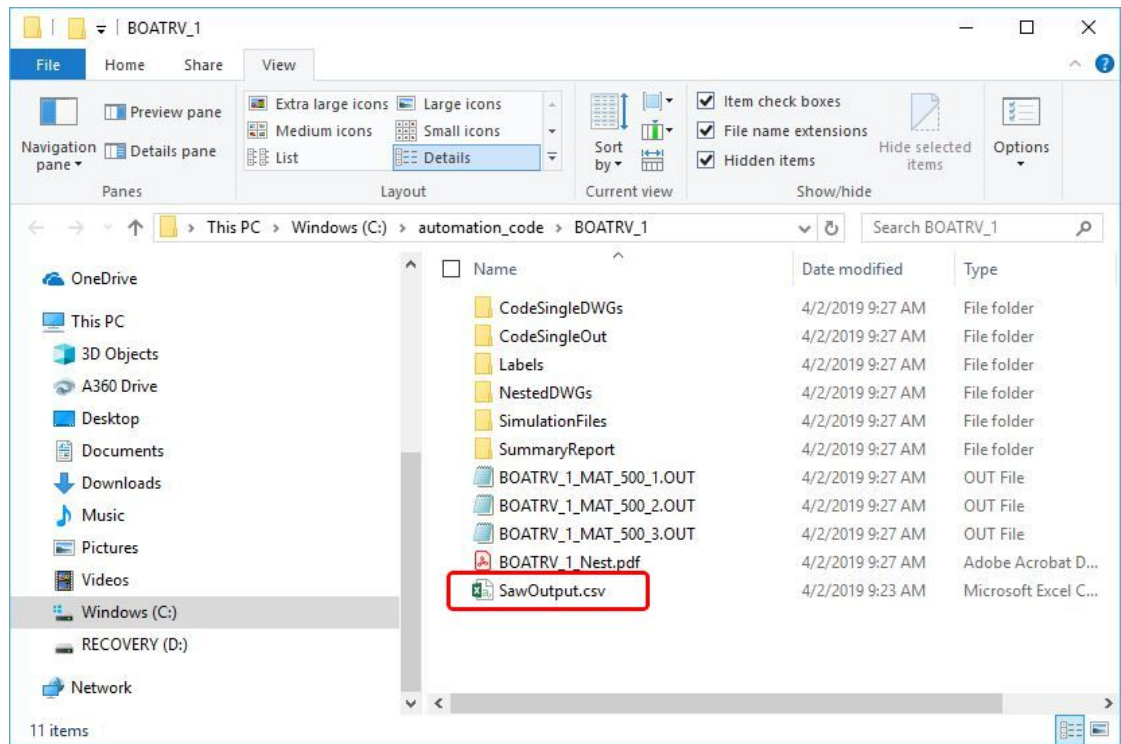 BOATRV_1
File Home Share View
Navigation pane
Preview pane
Details pane
Panes
Extra large icons Large icons
Medium icons Small icons
List Details
Layout
Sort by
Current view
Item check boxes
File name extensions
Hidden items
Hide selected items
Show/hide
Options
This PC > Windows (C:) > automation_code > BOATRV_1
Search BOATRV_1
OneDrive
This PC
3D Objects
A360 Drive
Desktop
Documents
Downloads
Music
Pictures
Videos
Windows (C:)
RECOVERY (D:)
Network
Name Date modified Type
CodeSingleDWGs 4/2/2019 9:27 AM File folder
CodeSingleOut 4/2/2019 9:27 AM File folder
Labels 4/2/2019 9:27 AM File folder
NestedDWGs 4/2/2019 9:27 AM File folder
SimulationFiles 4/2/2019 9:27 AM File folder
SummaryReport 4/2/2019 9:27 AM File folder
BOATRV_1_MAT_500_1.OUT 4/2/2019 9:27 AM OUT File
BOATRV_1_MAT_500_2.OUT 4/2/2019 9:27 AM OUT File
BOATRV_1_MAT_500_3.OUT 4/2/2019 9:27 AM OUT File
BOATRV_1_Nest.pdf 4/2/2019 9:27 AM Adobe Acrobat D...
SawOutput.csv 4/2/2019 9:23 AM Microsoft Excel C...
11 items